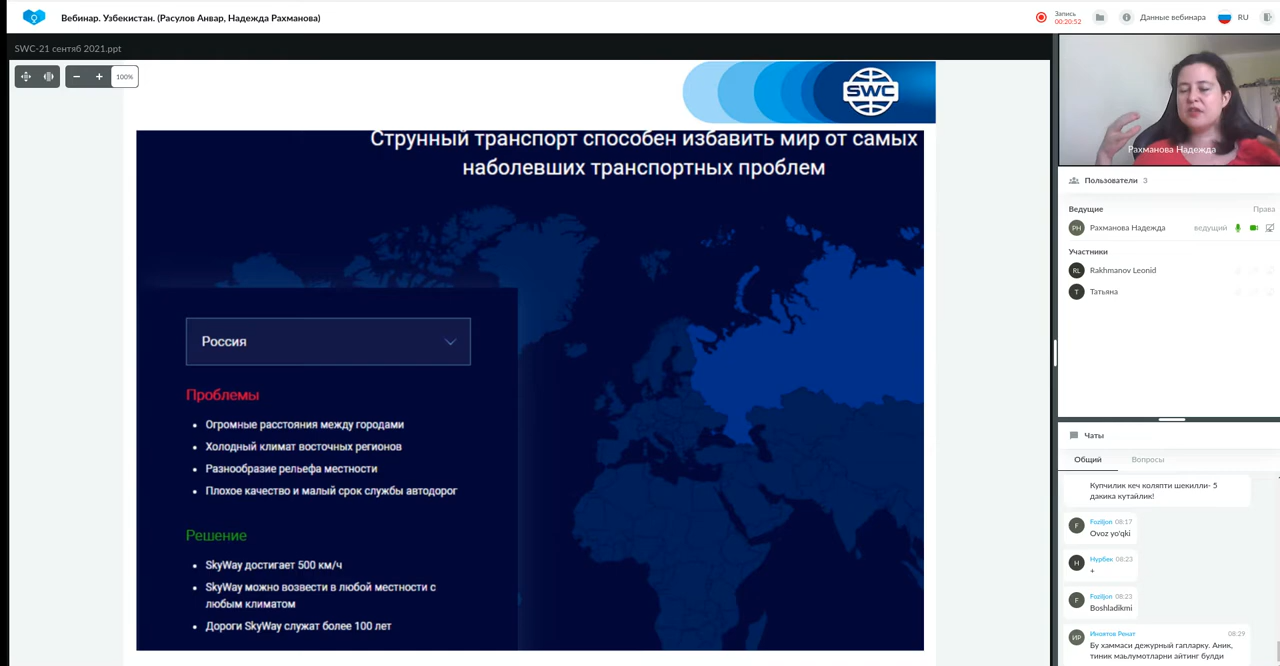 Вебинар. Узбекистан. (Расулов Анвар, Надежда Рахманова)
Запись
00:20:52
Данные вебинара
RU
SWC-21 сентяб 2021.ppt
100%
SWC
Струнный транспорт способен избавить мир от самых
наболевших транспортных проблем
Россия
Проблемы
• Огромные расстояния между городами
• Холодный климат восточных регионов
• Разнообразие рельефа местности
• Плохое качество и малый срок службы автодорог
Решение
• SkyWay достигает 500 км/ч
• SkyWay можно возвести в любой местности с
любым климатом
• Дороги SkyWay служат более 100 лет
Рахманова Надежда
Пользователи 3
Ведущие Права
РН Рахманова Надежда ведущий
Участники
RL Rakhmanov Leonid
Т Татьяна
Чаты
Общий Вопросы
Купчилик кеч коляпти шекилли- 5
дакика кутайлик!
F Foziljon 08:17
Ovoz yo'qki
Н Нурбек 08:23
+
F Foziljon 08:23
Boshladikmi
ИР Иноятов Ренат 08:29
Бу хаммаси дежурный гапларку. Аник,
тиник маьлумотларни айтинг булди